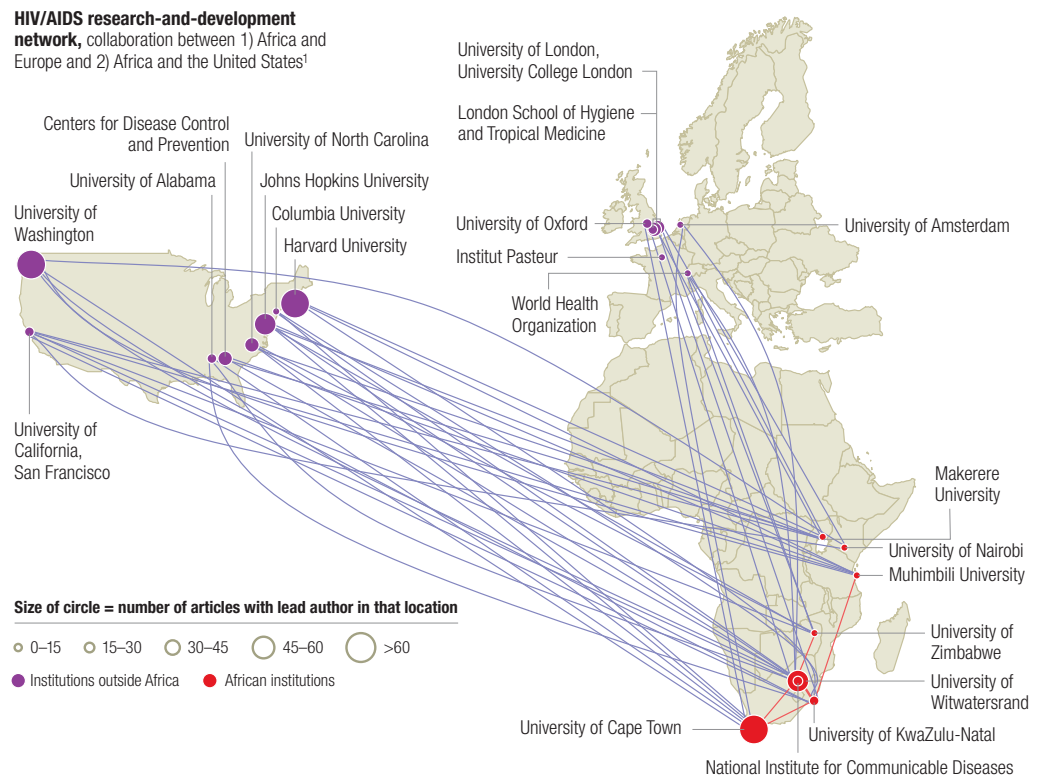 HIV/AIDS research-and-development
network, collaboration between 1) Africa and
Europe and 2) Africa and the United States¹
University of London,
University College London
London School of Hygiene
and Tropical Medicine
Centers for Disease Control
and Prevention
University of North Carolina
University of Alabama
Johns Hopkins University
University of
Washington
Columbia University
Harvard University
University of Oxford
University of Amsterdam
Institut Pasteur
World Health
Organization
University of
California,
San Francisco
Makerere
University
University of Nairobi
Muhimbili University
Size of circle = number of articles with lead author in that location
0–15
15–30
30–45
45–60
>60
Institutions outside Africa
African institutions
University of
Zimbabwe
University of
Witwatersrand
University of Cape Town
University of KwaZulu-Natal
National Institute for Communicable Diseases